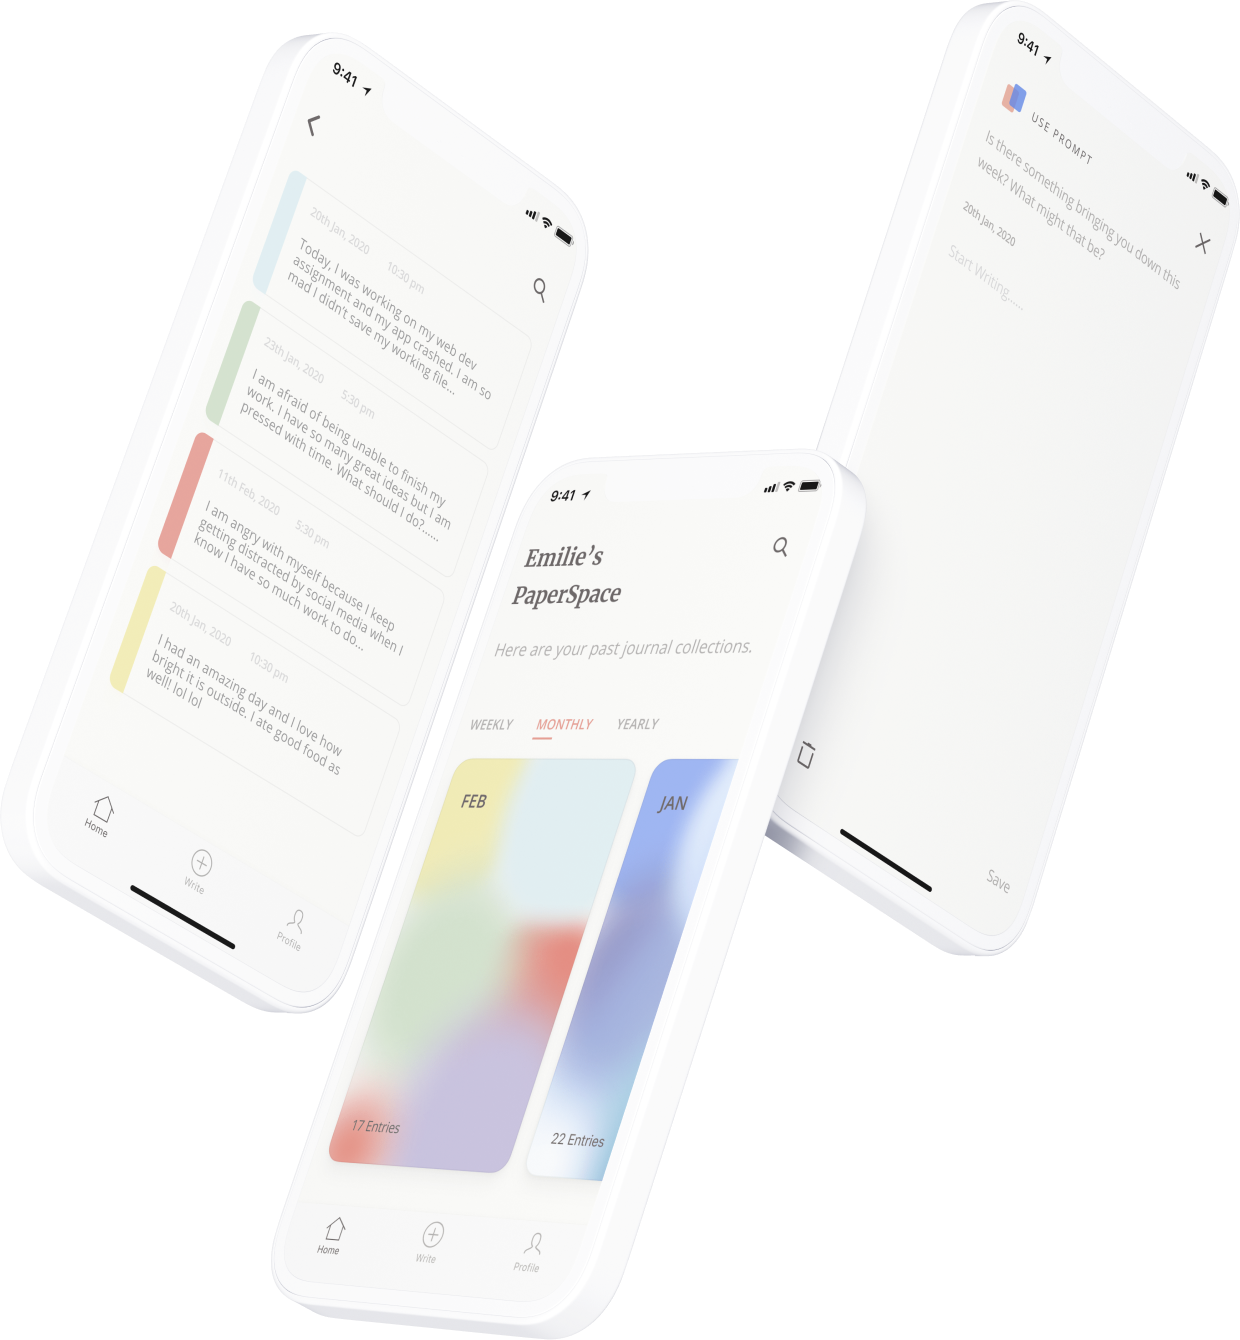 9:41
20th Jan, 2020 10:30 pm
Today, I was working on my web dev
assignment and my app crashed. I am so
mad I didn't save my working file...
23th Jan, 2020 5:30 pm
I am afraid of being unable to finish my
work. I have so many great ideas but I am
pressed with time. What should I do?......
11th Feb, 2020 5:30 pm
I am angry with myself because I keep
getting distracted by social media when I
know I have so much work to do...
20th Jan, 2020 10:30 pm
I had an amazing day and I love how
bright it is outside. I ate good food as
well! lol lol
Home
Write
Profile
9:41
Emilie's
PaperSpace
Here are your past journal collections.
WEEKLY MONTHLY YEARLY
FEB
17 Entries
JAN
22 Entries
Home
Write
Profile
9:41
USE PROMPT
Is there something bringing you down this
week? What might that be?
20th Jan, 2020
Start Writing......
Save